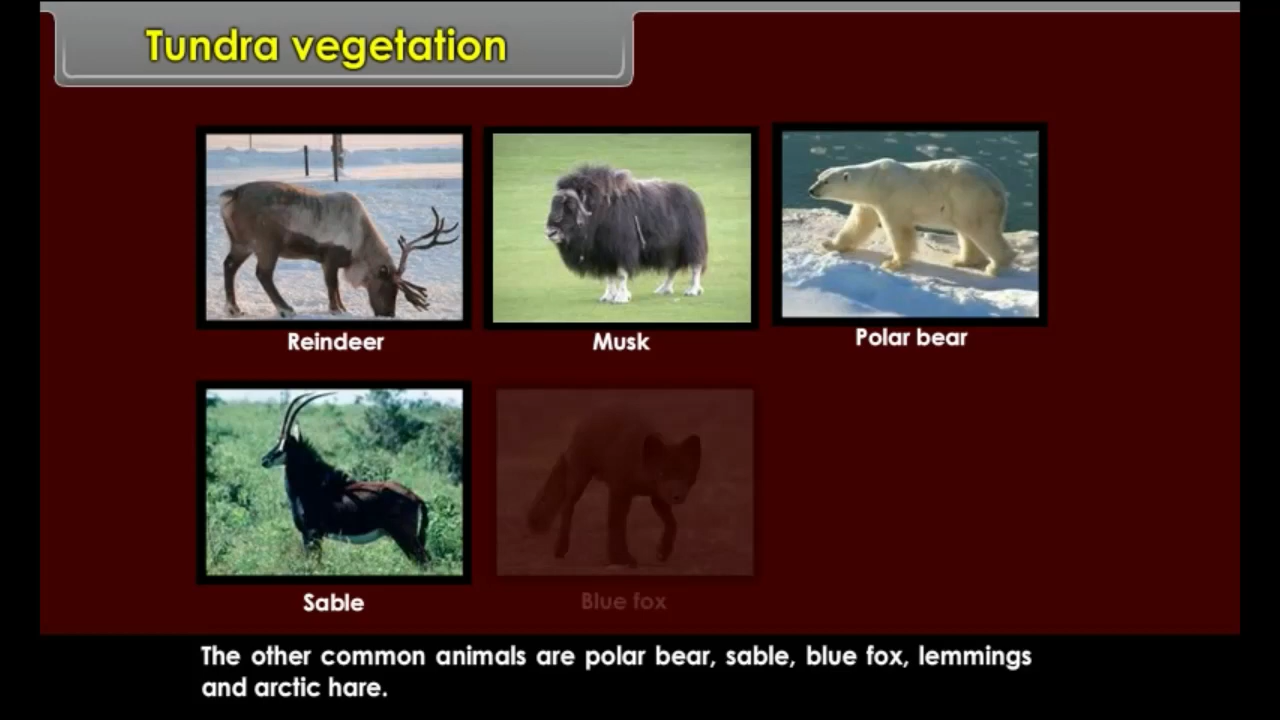 Tundra vegetation
Reindeer
Musk
Polar bear
Sable
Blue fox
The other common animals are polar bear, sable, blue fox, lemmings
and arctic hare.